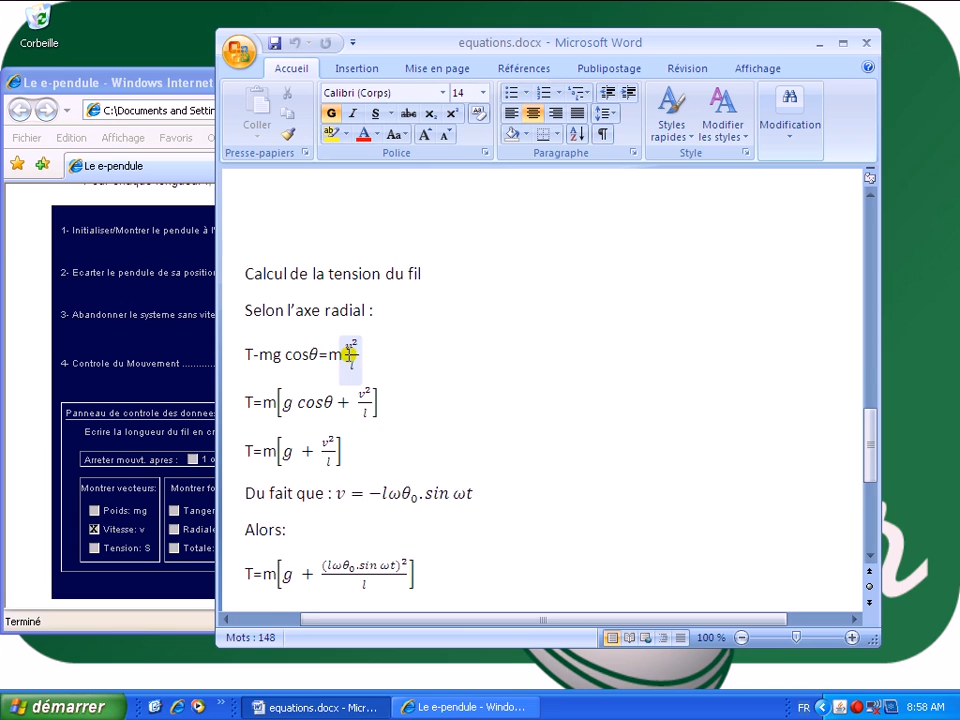 Corbeille
Le e-pendule - Windows Internet
C:\Documents and Settin
Fichier Edition Affichage Favoris
Le e-pendule
1- Initialiser/Montrer le pendule à l'
2- Ecarter le pendule de sa position
3- Abandonner le systeme sans vite
4- Controle du Mouvement
Panneau de controle des donnee
Ecrire la longueur du fil en cr
Arreter mouvt. apres : 1
Montrer vecteurs: Montrer fo
Poids: mg Tanger
Vitesse: v Radiale
Tension: S Totale:
Terminé
equations.docx - Microsoft Word
Accueil Insertion Mise en page Références Publipostage Révision Affichage
Coller
Calibri (Corps) 14
Styles rapides
Modifier les styles
Modification
Presse-papiers Police Paragraphe Style
Calcul de la tension du fil
Selon l'axe radial :
T-mg cosθ=m v²/l
T=m[g cosθ + v²/l]
T=m[g + v²/l]
Du fait que : v = −lωθ₀.sin ωt
Alors:
T=m[g + (lωθ₀.sin ωt)²/l]
Mots : 148 100 %
démarrer equations.docx - Micr... Le e-pendule - Windo... FR 8:58 AM